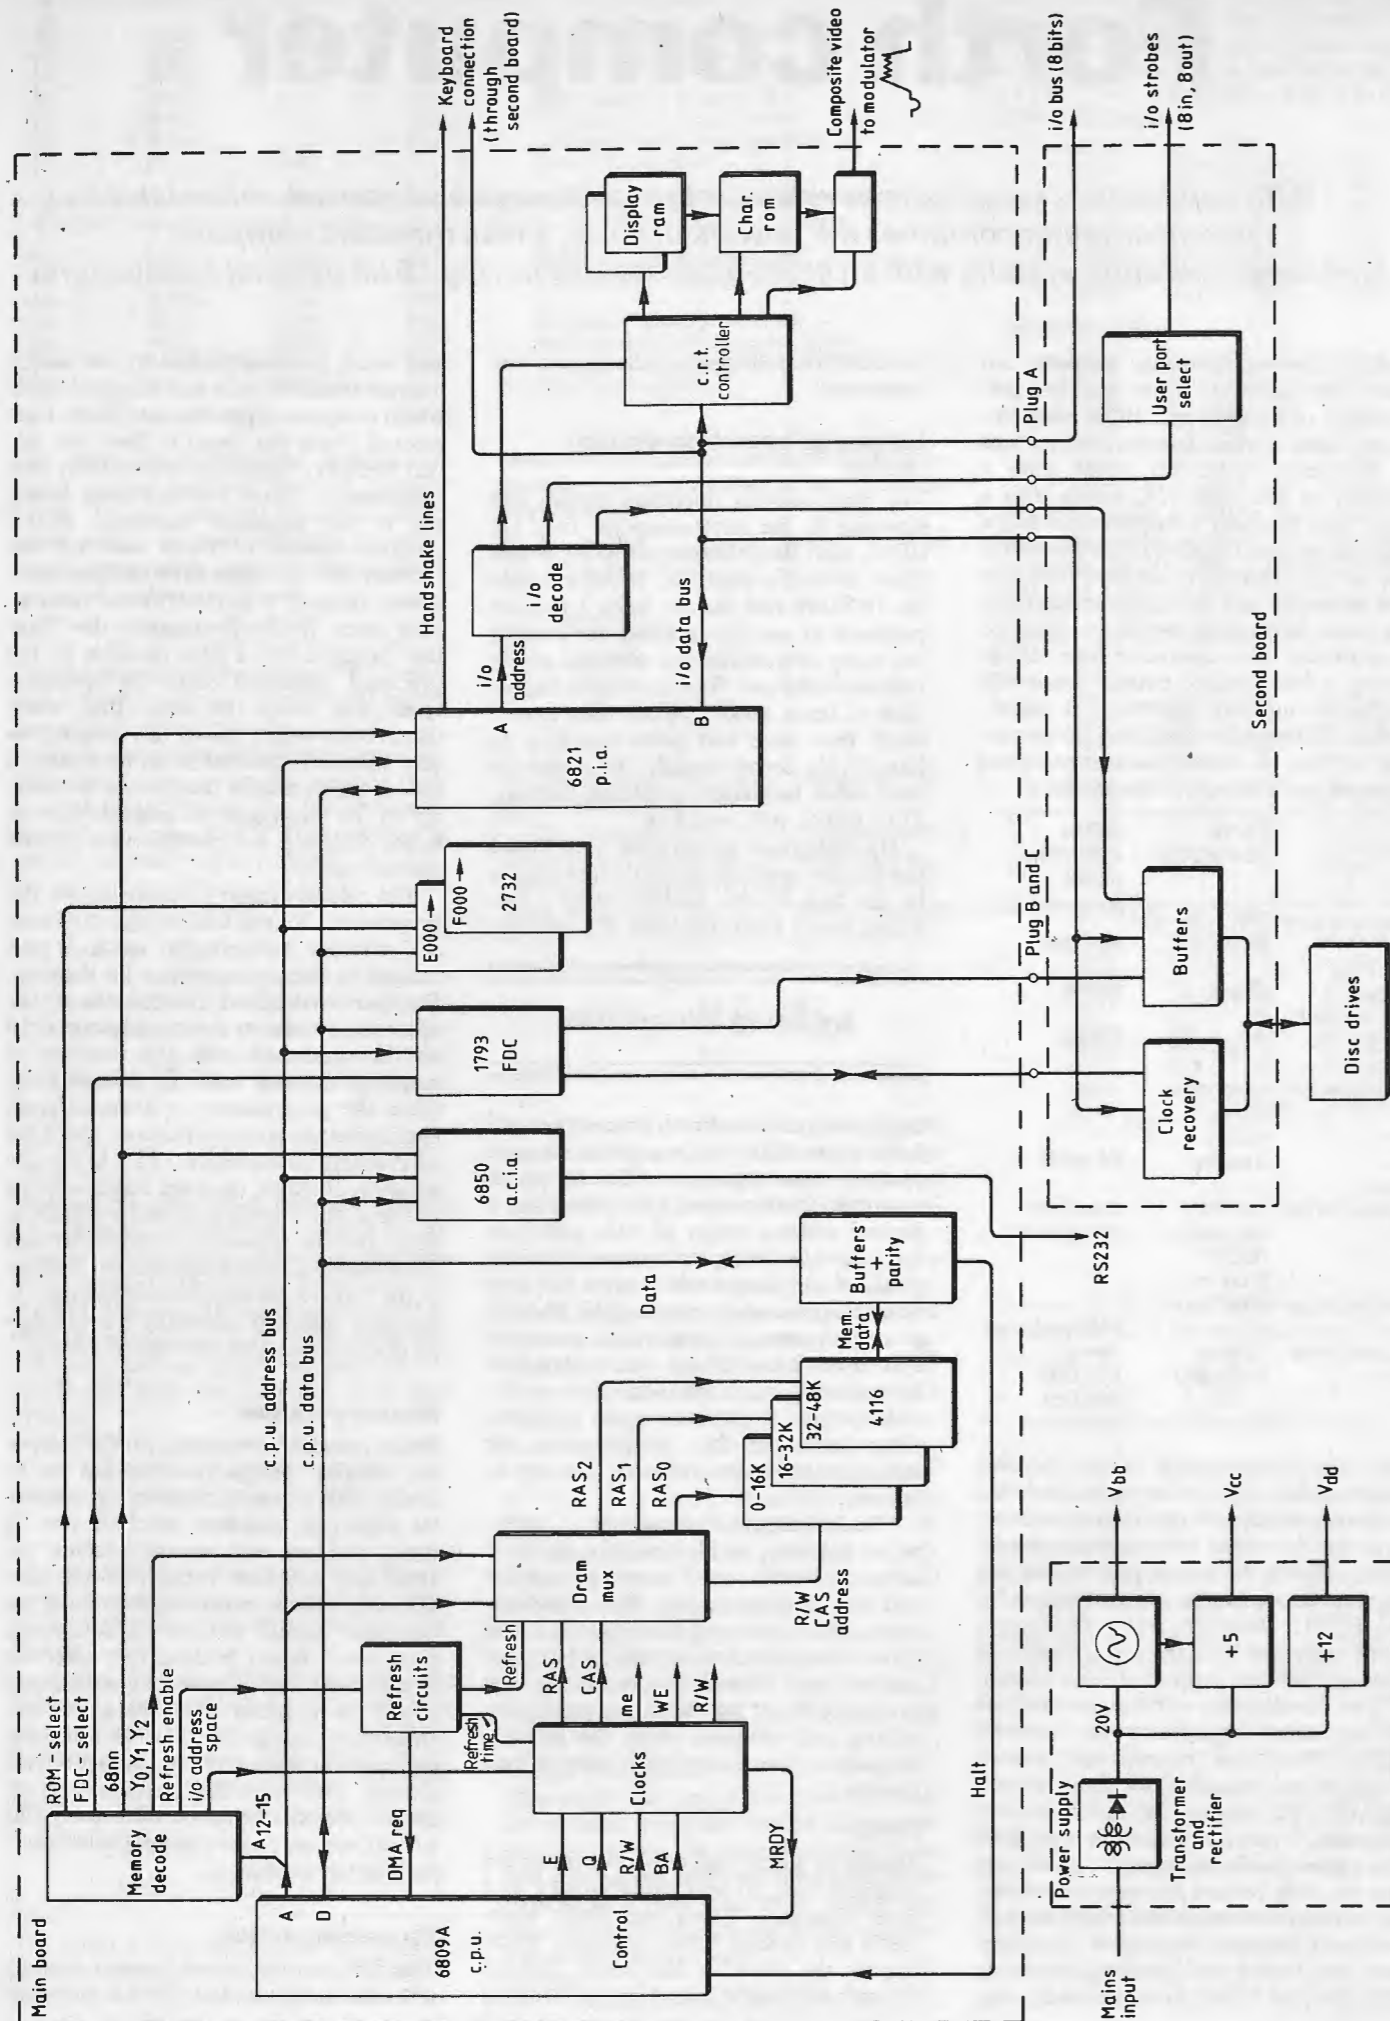 Main board
Memory
decode
ROM-select
FDC-select
68nn
Y0,Y1,Y2
Refresh enable
i/o address
space
A12-15
c.p.u. address bus
c.p.u. data bus
6809A
c.p.u.
A
D
Control
DMA req
E
Q
R/W
BA
MRDY
Halt
Refresh
circuits
Refresh
time
Refresh
Clocks
RAS
CAS
me
WE
R/W
Dram
mux
R/W
CAS
address
RAS2
RAS1
RAS0
0-16K
16-32K
32-48K
4116
Mem.
data
Data
Buffers
+
parity
6850
a.c.i.a.
RS232
1793
FDC
E000
F000
2732
6821
p.i.a.
A
B
Handshake lines
i/o
address
i/o data bus
i/o
decode
c.r.t.
controller
Display
ram
Char.
rom
Keyboard
connection
(through
second board)
Composite video
to modulator
i/o bus (8bits)
i/o strobes
(8in, 8out)
Plug A
Plug B and C
User port
select
Second board
Buffers
Clock
recovery
Disc drives
Mains
input
Power supply
Transformer
and
rectifier
20V
+5
+12
Vbb
Vcc
Vdd